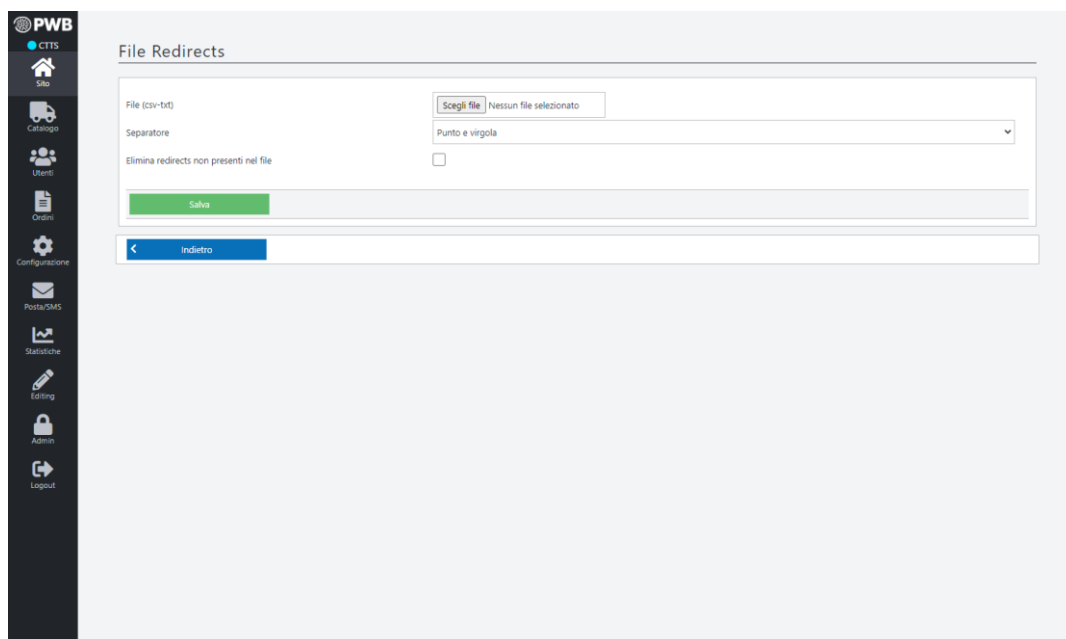 PWB
CTTS
Sito
Catalogo
Utenti
Ordini
Configurazione
Posta/SMS
Statistiche
Editing
Admin
Logout
File Redirects
File (csv-txt)
Scegli file Nessun file selezionato
Separatore
Punto e virgola
Elimina redirects non presenti nel file
Salva
Indietro